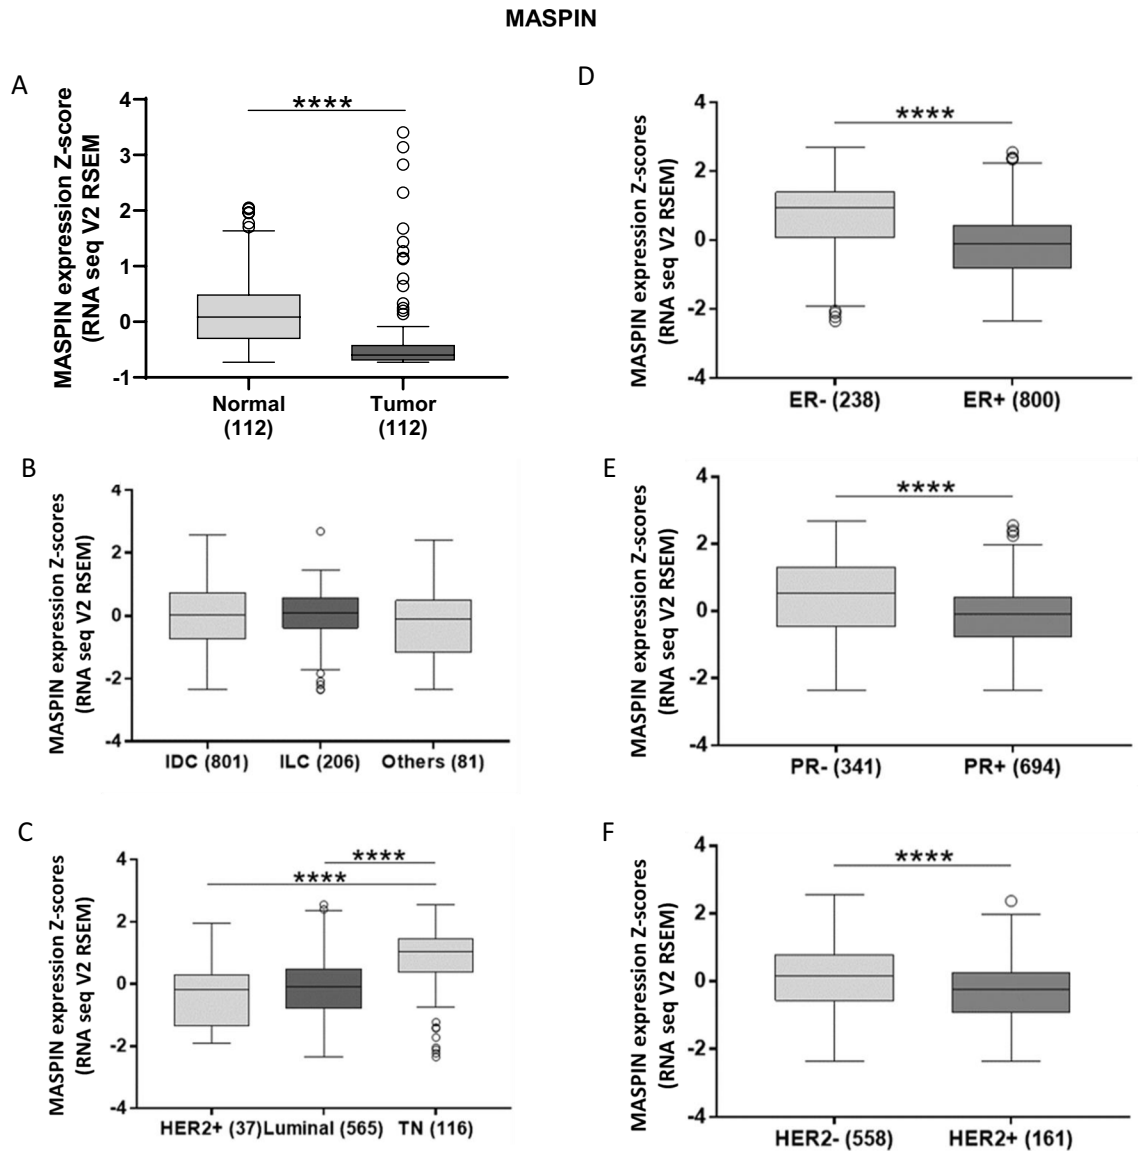 MASPIN
A
MASPIN expression Z-score
(RNA seq V2 RSEM
4
3
2
1
0
-1
****
Normal
(112)
Tumor
(112)
B
MASPIN expression Z-scores
(RNA seq V2 RSEM)
4
2
0
-2
-4
IDC (801)
ILC (206)
Others (81)
C
MASPIN expression Z-scores
(RNA seq V2 RSEM)
4
2
0
-2
-4
****
****
HER2+ (37)
Luminal (565)
TN (116)
D
MASPIN expression Z-scores
(RNA seq V2 RSEM)
4
2
0
-2
-4
****
ER- (238)
ER+ (800)
E
MASPIN expression Z-scores
(RNA seq V2 RSEM)
4
2
0
-2
-4
****
PR- (341)
PR+ (694)
F
MASPIN expression Z-scores
(RNA seq V2 RSEM)
4
2
0
-2
-4
****
HER2- (558)
HER2+ (161)